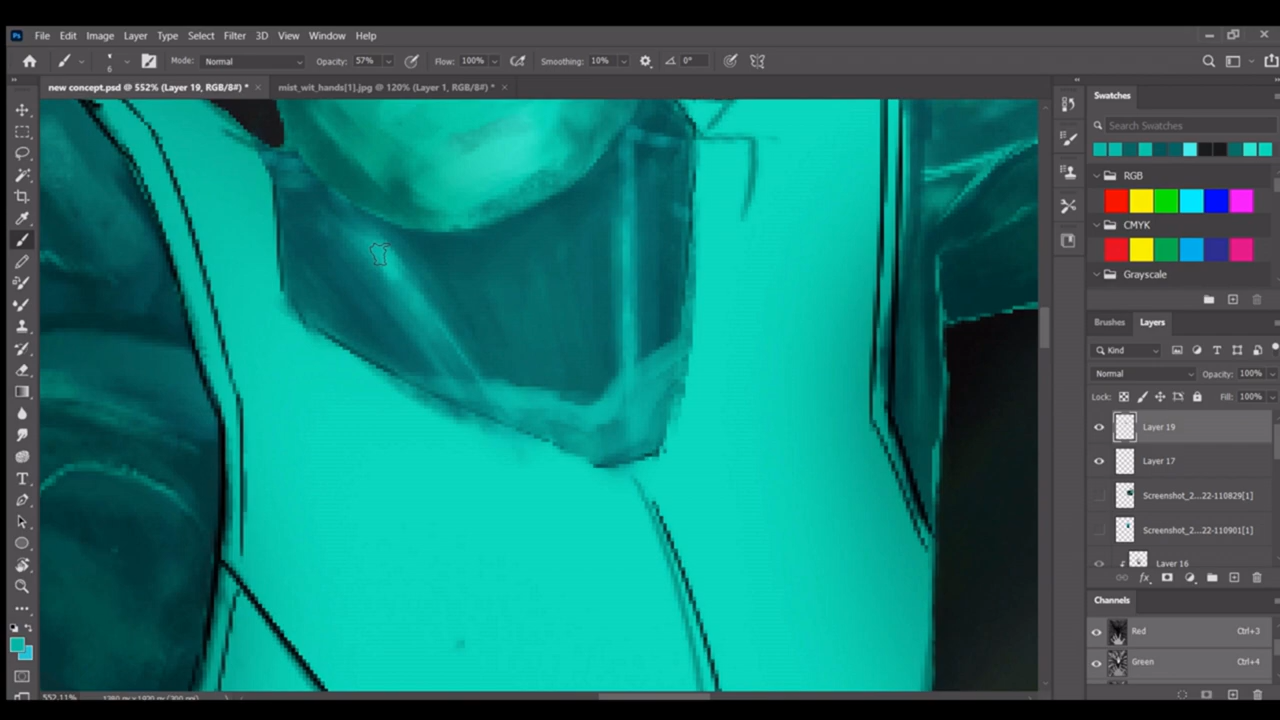 Ps File Edit Image Layer Type Select Filter 3D View Window Help
6 Mode: Normal Opacity: 57% Flow: 100% Smoothing: 10% 0°
new concept.psd @ 552% (Layer 19, RGB/8#) * × mist_wit_hands[1].jpg @ 120% (Layer 1, RGB/8#) * ×
Swatches
Search Swatches
RGB
CMYK
Grayscale
Brushes Layers
Kind
Normal Opacity: 100%
Lock: Fill: 100%
Layer 19
Layer 17
Screenshot_2...22-110829[1]
Screenshot_2...22-110901[1]
Layer 16
fx
Channels
Red Ctrl+3
Green Ctrl+4
552.11%